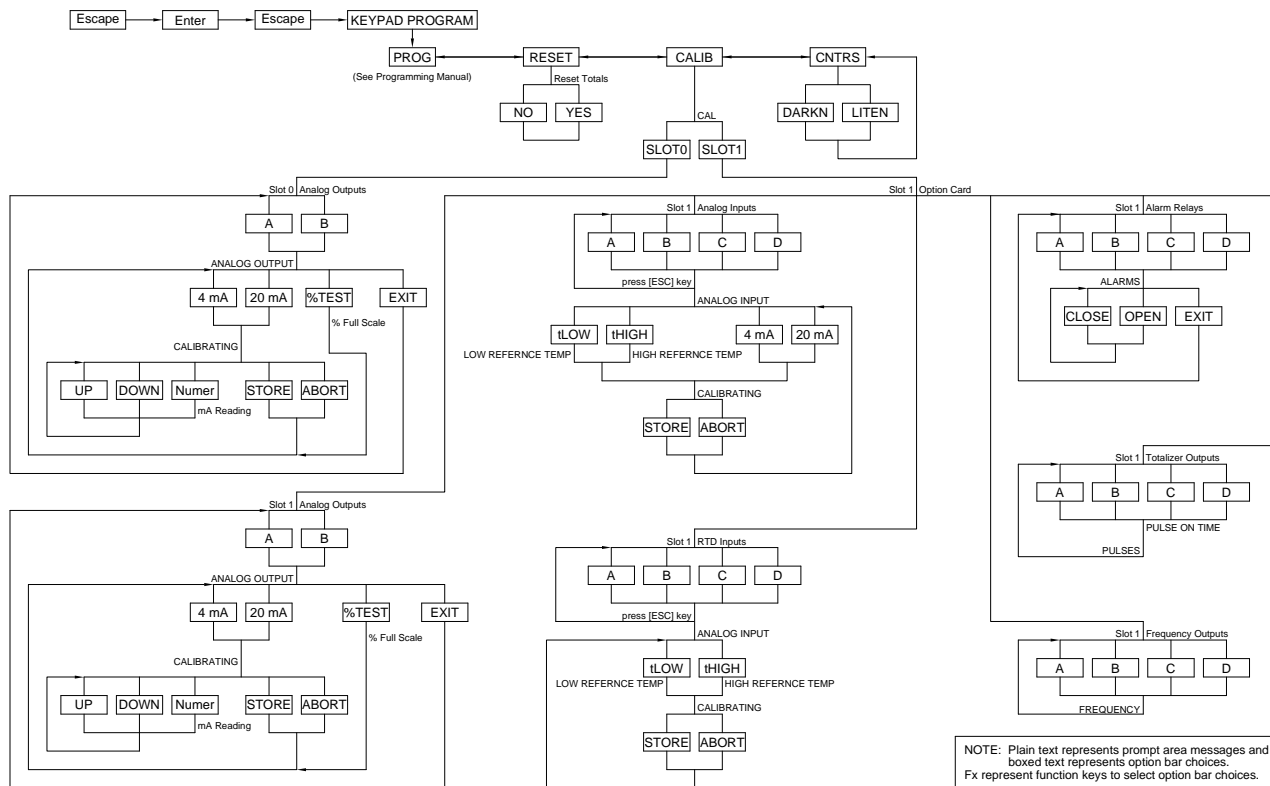 Escape
Enter
Escape
KEYPAD PROGRAM
PROG
RESET
CALIB
CNTRS
(See Programming Manual)
Reset Totals
NO
YES
DARKN
LITEN
CAL
SLOT0
SLOT1
Slot 0 Analog Outputs
Slot 1 Option Card
A
B
ANALOG OUTPUT
4 mA
20 mA
%TEST
EXIT
% Full Scale
CALIBRATING
UP
DOWN
Numer
STORE
ABORT
mA Reading
Slot 1 Analog Inputs
A
B
C
D
press [ESC] key
ANALOG INPUT
tLOW
tHIGH
4 mA
20 mA
LOW REFERNCE TEMP
HIGH REFERNCE TEMP
CALIBRATING
STORE
ABORT
Slot 1 Alarm Relays
A
B
C
D
ALARMS
CLOSE
OPEN
EXIT
Slot 1 Totalizer Outputs
A
B
C
D
PULSE ON TIME
PULSES
Slot 1 Analog Outputs
A
B
ANALOG OUTPUT
4 mA
20 mA
%TEST
EXIT
% Full Scale
CALIBRATING
UP
DOWN
Numer
STORE
ABORT
mA Reading
Slot 1 RTD Inputs
A
B
C
D
press [ESC] key
ANALOG INPUT
tLOW
tHIGH
LOW REFERNCE TEMP
HIGH REFERNCE TEMP
CALIBRATING
STORE
ABORT
Slot 1 Frequency Outputs
A
B
C
D
FREQUENCY
NOTE: Plain text represents prompt area messages and
boxed text represents option bar choices.
Fx represent function keys to select option bar choices.